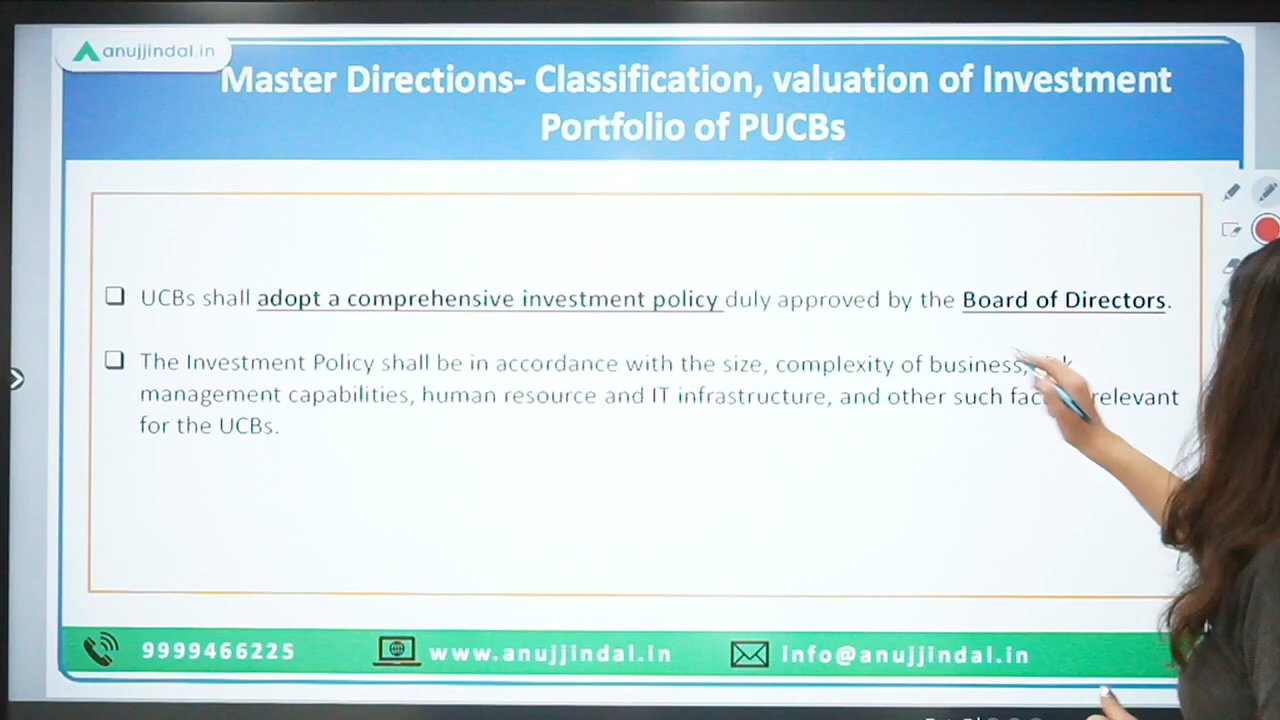 anujjindal.in
Master Directions- Classification, valuation of Investment
Portfolio of PUCBs
UCBs shall adopt a comprehensive investment policy duly approved by the Board of Directors.
The Investment Policy shall be in accordance with the size, complexity of business,
management capabilities, human resource and IT infrastructure, and other such relevant
for the UCBs.
9999466225 www.anujjindal.in info@anujjindal.in